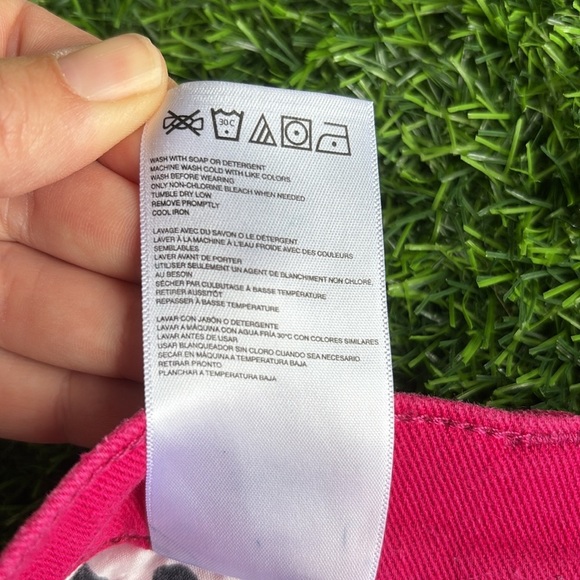 30 C
WASH WITH SOAP OR DETERGENT
MACHINE WASH COLD WITH LIKE COLORS
WASH BEFORE WEARING
ONLY NON-CHLORINE BLEACH WHEN NEEDED
TUMBLE DRY LOW
REMOVE PROMPTLY
COOL IRON
LAVAGE AVEC DU SAVON O LE DETERGENT
LAVER À LA MACHINE À L'EAU FROIDE AVEC DES COULEURS
SEMBLABLES
LAVER AVANT DE PORTER
UTILISER SEULEMENT UN AGENT DE BLANCHIMENT NON CHLORÉ,
AU BESOIN
SÉCHER PAR CULBUTAGE À BASSE TEMPÉRATURE
RETIRER AUSSITÔT
REPASSER À BASSE TEMPÉRATURE
LAVAR CON JABÓN O DETERGENTE
LAVAR A MÁQUINA CON AGUA FRÍA 30°C CON COLORES SIMILARES
LAVAR ANTES DE USAR
USAR BLANQUEADOR SIN CLORO CUANDO SEA NECESARIO
SECAR EN MÁQUINA A TEMPERATURA BAJA
RETIRAR PRONTO
PLANCHAR A TEMPERATURA BAJA